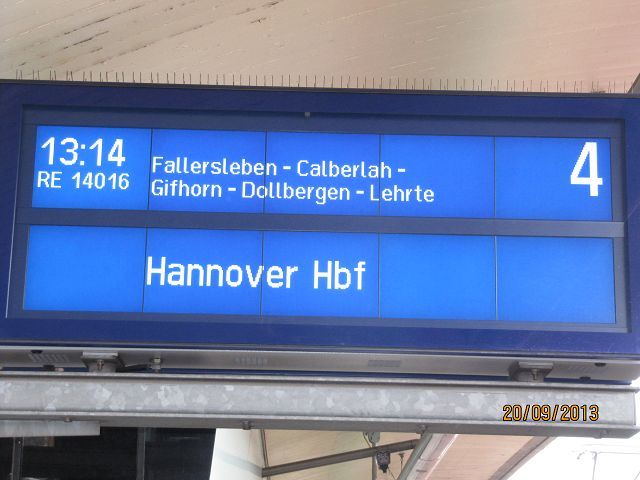 13:14
RE 14016
Fallersleben - Calberlah -
Gifhorn - Dollbergen - Lehrte
4
Hannover Hbf
20/09/2013